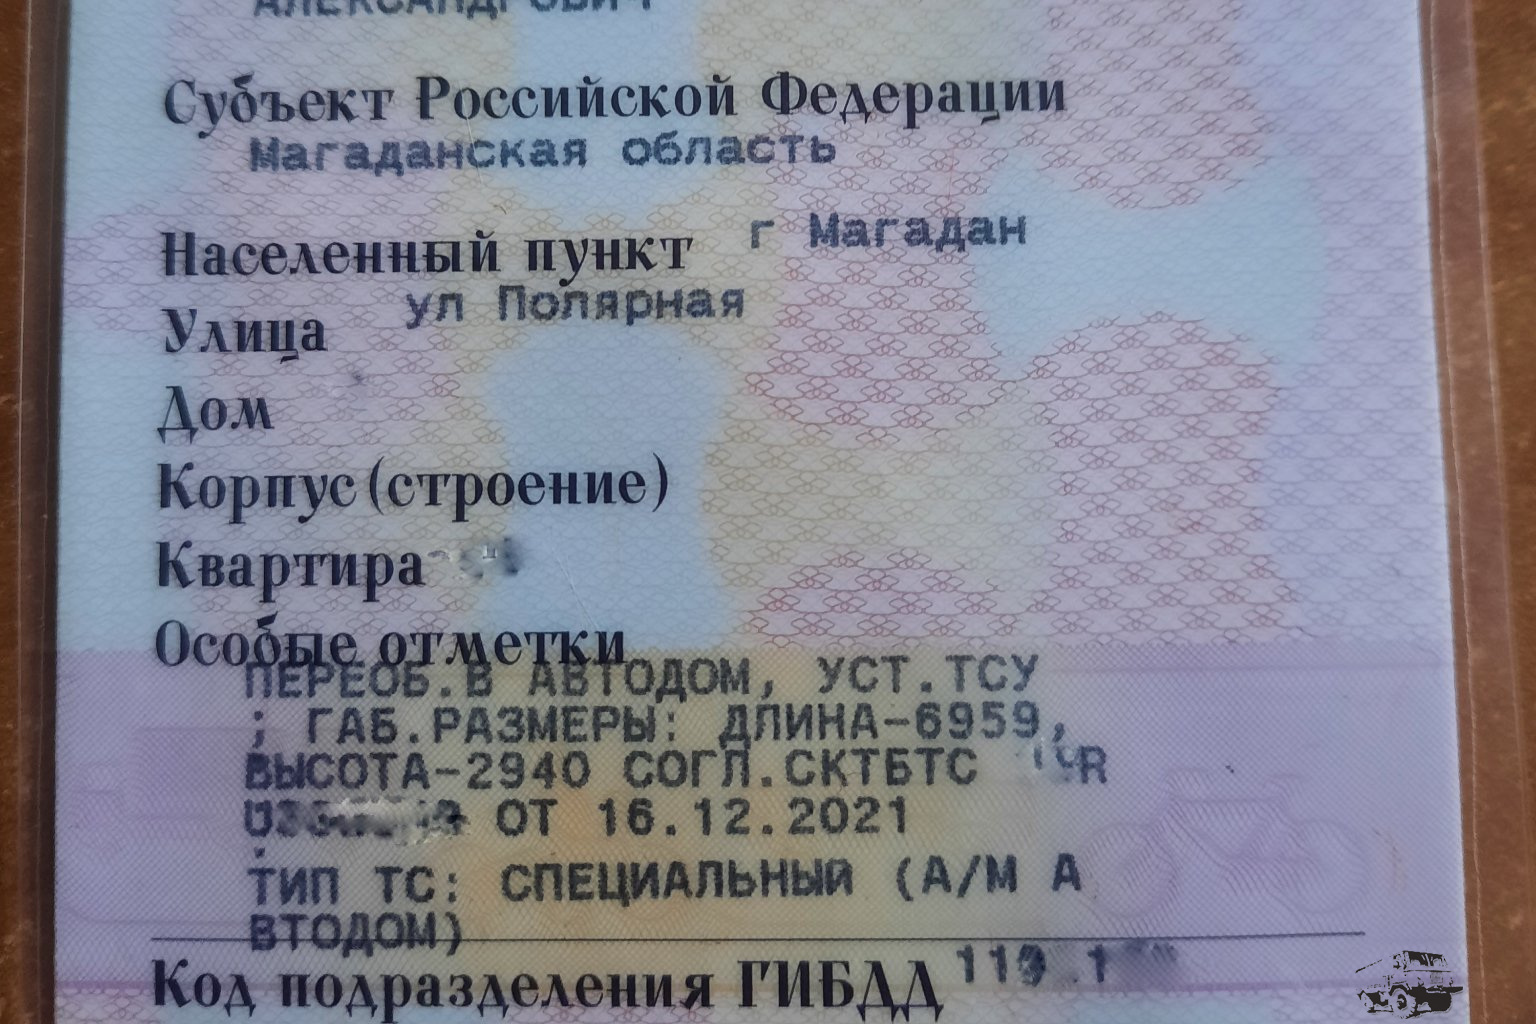 АЛЕКСАНДРОВИЧ
Субъект Российской Федерации
Магаданская область
Населенный пункт г Магадан
Улица ул Полярная
Дом
Корпус (строение)
Квартира
Особые отметки
ПЕРЕОБ.В АВТОДОМ, УСТ.ТСУ
; ГАБ.РАЗМЕРЫ: ДЛИНА-6959,
ВЫСОТА-2940 СОГЛ.СКТБТС
ОТ 16.12.2021
.
ТИП ТС: СПЕЦИАЛЬНЫЙ (А/М А
ВТОДОМ)
Код подразделения ГИБДД